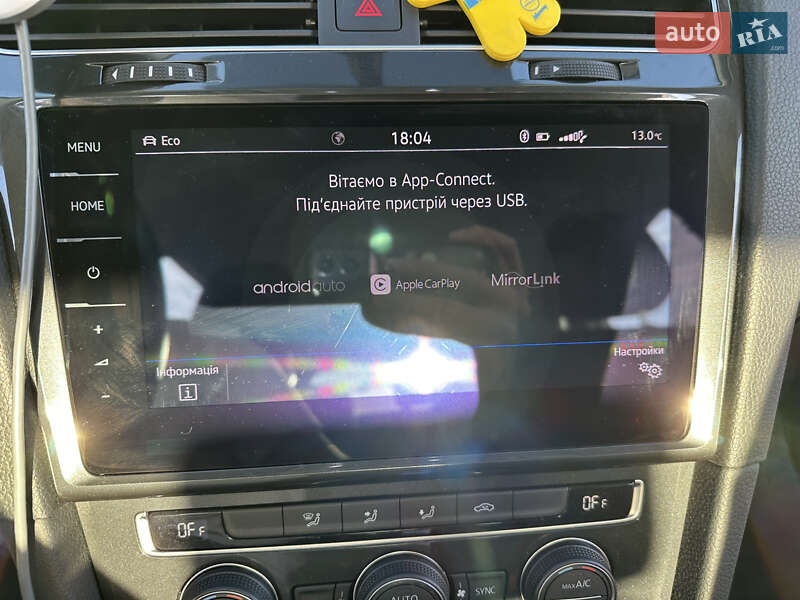 auto RIA .com
MENU
Eco
18:04
13.0°C
HOME
Вітаємо в App-Connect.
Під'єднайте пристрій через USB.
androidauto
Apple CarPlay
MirrorLink
+
-
Інформація
i
Настройки
OFF
OFF
AUTO
SYNC
MAX A/C